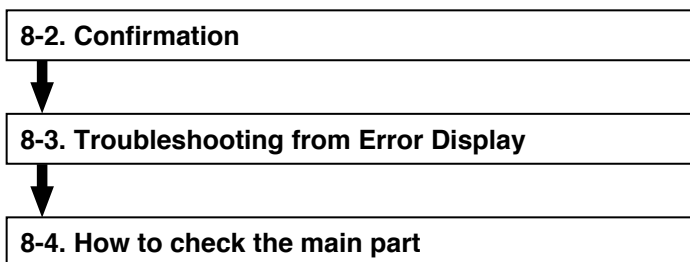 8-2. Confirmation
8-3. Troubleshooting from Error Display
8-4. How to check the main part